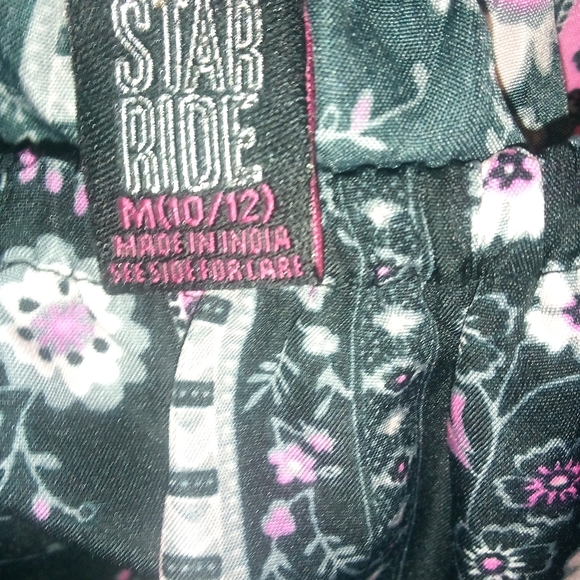 STAR
RIDE
M(10/12)
MADE IN INDIA
SEE SIDE FOR CARE